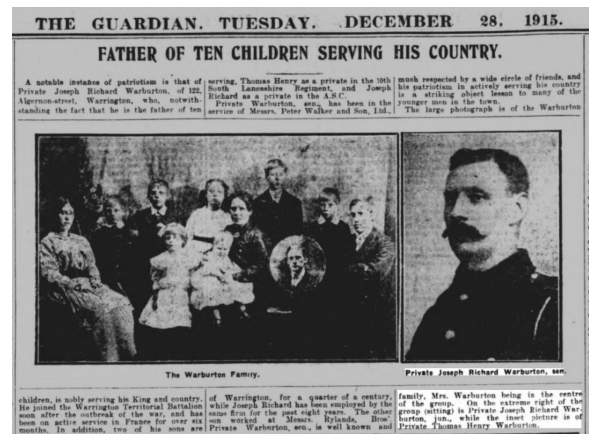 THE GUARDIAN. TUESDAY. DECEMBER 28, 1915.
FATHER OF TEN CHILDREN SERVING HIS COUNTRY.
A notable instance of patriotism is that of
Private Joseph Richard Warburton, of 122,
Algernon-street, Warrington, who, notwith-
standing the fact that he is the father of ten
serving, Thomas Henry as a private in the 10th
South Lancashire Regiment, and Joseph
Richard as a private in the A.S.C.
Private Warburton, sen., has been in the
service of Messrs. Peter Walker and Son, Ltd.,
much respected by a wide circle of friends, and
his patriotism in actively serving his country
is a striking object lesson to many of the
younger men in the town.
The large photograph is of the Warburton
The Warburton Family.
Private Joseph Richard Warburton, sen.
children, is nobly serving his King and country.
He joined the Warrington Territorial Battalion
soon after the outbreak of the war, and has
been on active service in France for over six
months. In addition, two of his sons are
of Warrington, for a quarter of a century,
while Joseph Richard has been employed by the
same firm for the past eight years. The other
son worked at Messrs. Rylands, Bros.'
Private Warburton, sen., is well known and
family, Mrs. Warburton being in the centre
of the group. On the extreme right of the
group (sitting) is Private Joseph Richard War-
burton, jun., while the inset picture is of
Private Thomas Henry Warburton.